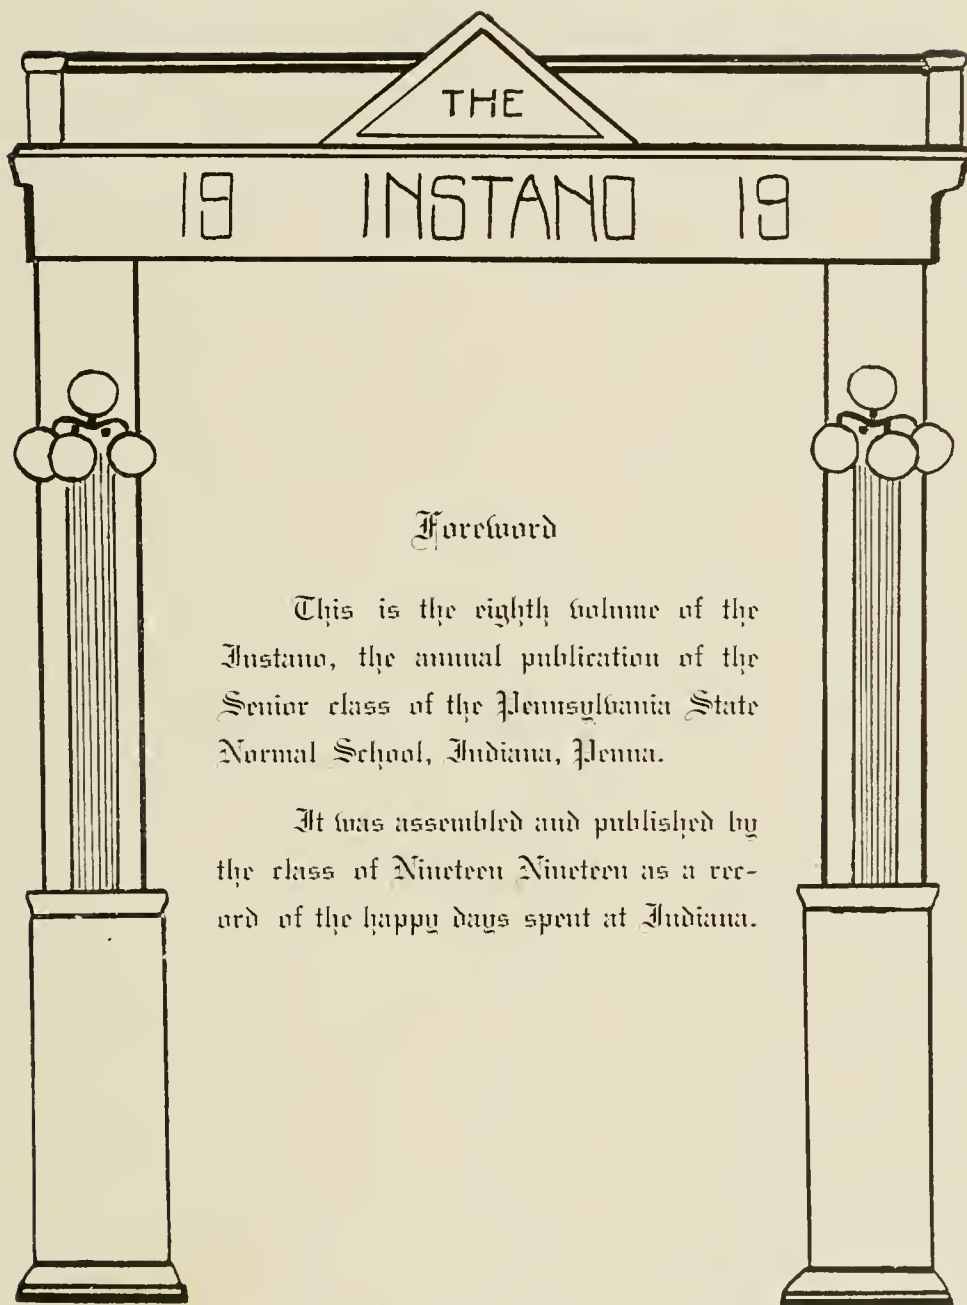 THE
19 INSTANO 19
Foreword
This is the eighth volume of the
Instano, the annual publication of the
Senior class of the Pennsylvania State
Normal School, Indiana, Penna.
It was assembled and published by
the class of Nineteen Nineteen as a rec-
ord of the happy days spent at Indiana.